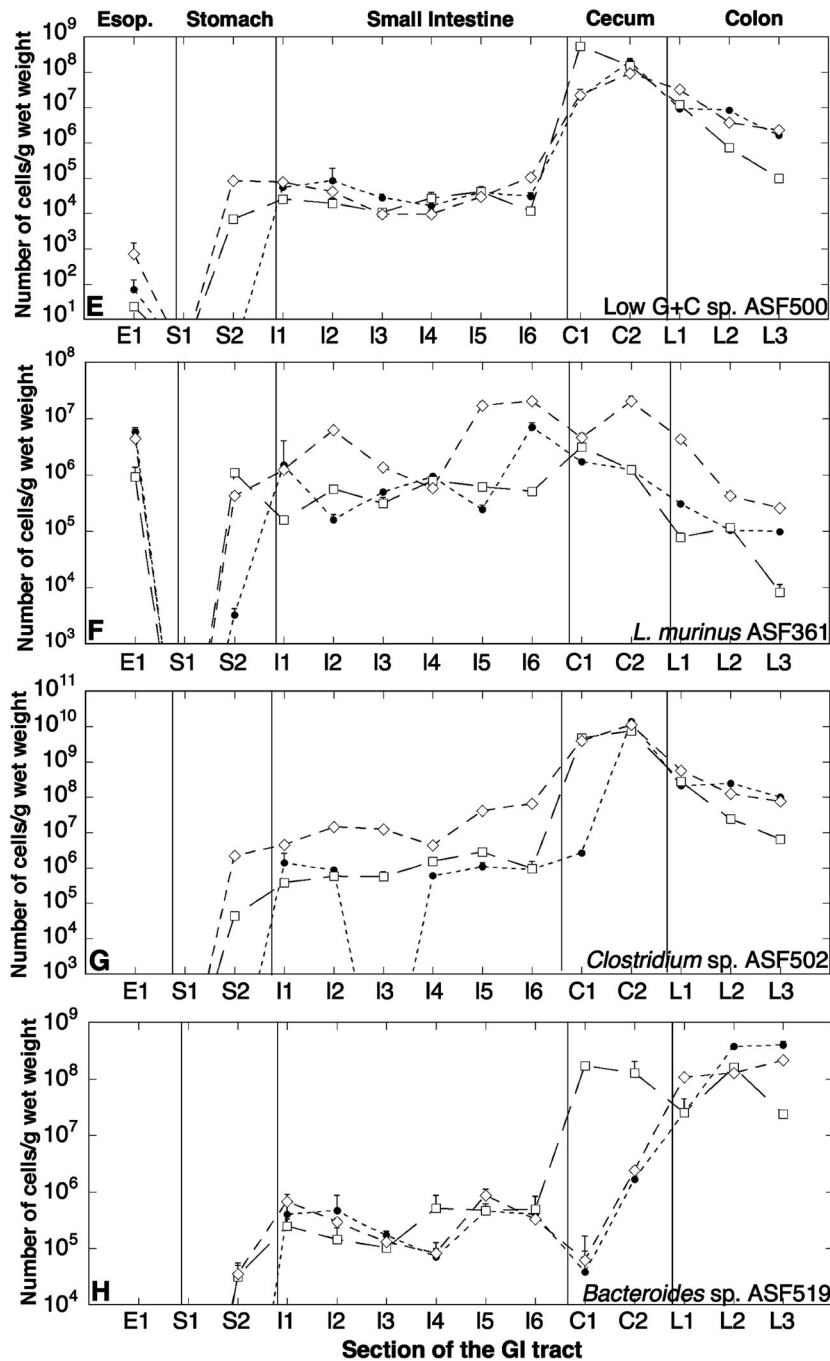 Esop. Stomach Small Intestine Cecum Colon
Number of cells/g wet weight
10⁹
10⁸
10⁷
10⁶
10⁵
10⁴
10³
10²
10¹
E
Low G+C sp. ASF500
E1 S1 S2 I1 I2 I3 I4 I5 I6 C1 C2 L1 L2 L3
Number of cells/g wet weight
10⁸
10⁷
10⁶
10⁵
10⁴
10³
F
L. murinus ASF361
E1 S1 S2 I1 I2 I3 I4 I5 I6 C1 C2 L1 L2 L3
Number of cells/g wet weight
10¹¹
10¹⁰
10⁹
10⁸
10⁷
10⁶
10⁵
10⁴
10³
G
Clostridium sp. ASF502
E1 S1 S2 I1 I2 I3 I4 I5 I6 C1 C2 L1 L2 L3
Number of cells/g wet weight
10⁹
10⁸
10⁷
10⁶
10⁵
10⁴
H
Bacteroides sp. ASF519
E1 S1 S2 I1 I2 I3 I4 I5 I6 C1 C2 L1 L2 L3
Section of the GI tract